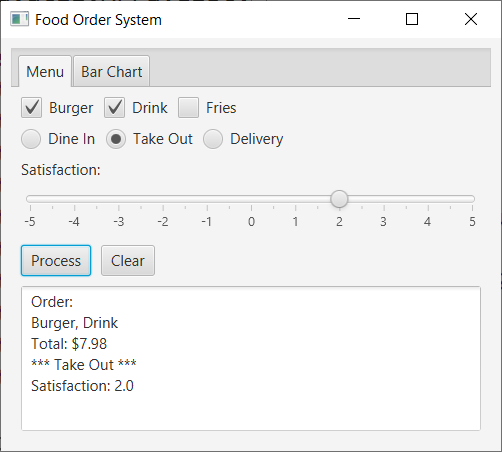 Food Order System
Menu Bar Chart
Burger Drink Fries
Dine In Take Out Delivery
Satisfaction:
-5 -4 -3 -2 -1 0 1 2 3 4 5
Process Clear
Order:
Burger, Drink
Total: $7.98
*** Take Out ***
Satisfaction: 2.0